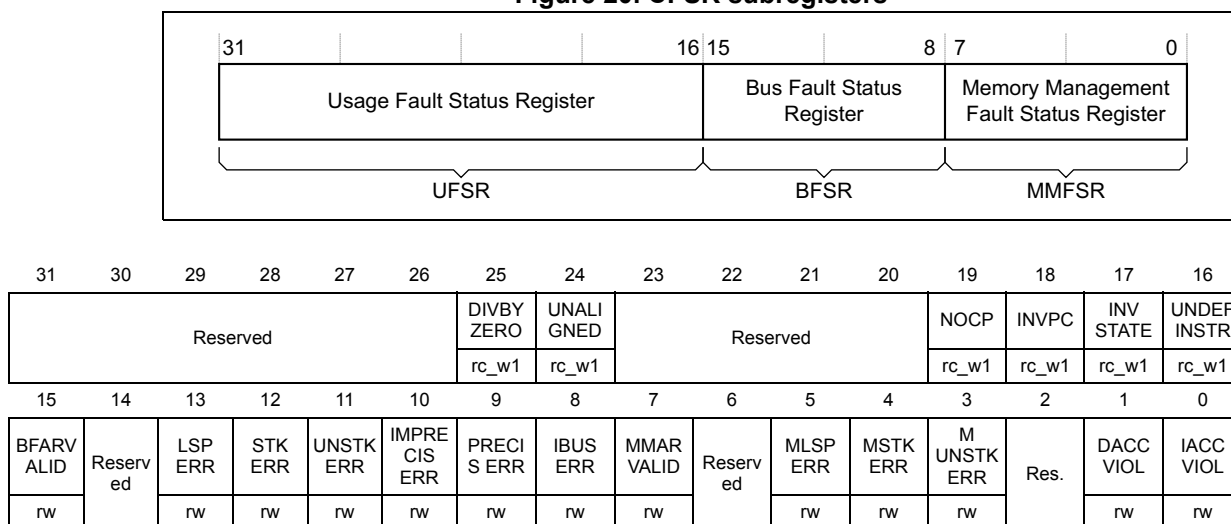 Figure 20. CFSR subregisters
31 16 15 8 7 0
Usage Fault Status Register
Bus Fault Status
Register
Memory Management
Fault Status Register
UFSR BFSR MMFSR
31 30 29 28 27 26 25 24 23 22 21 20 19 18 17 16
Reserved
DIVBY
ZERO
UNALI
GNED
Reserved
NOCP
INVPC
INV
STATE
UNDEF
INSTR
rc_w1 rc_w1 rc_w1 rc_w1 rc_w1 rc_w1
15 14 13 12 11 10 9 8 7 6 5 4 3 2 1 0
BFARV
ALID
Reserv
ed
LSP
ERR
STK
ERR
UNSTK
ERR
IMPRE
CIS
ERR
PRECI
S ERR
IBUS
ERR
MMAR
VALID
Reserv
ed
MLSP
ERR
MSTK
ERR
M
UNSTK
ERR
Res.
DACC
VIOL
IACC
VIOL
rw rw rw rw rw rw rw rw rw rw rw rw rw